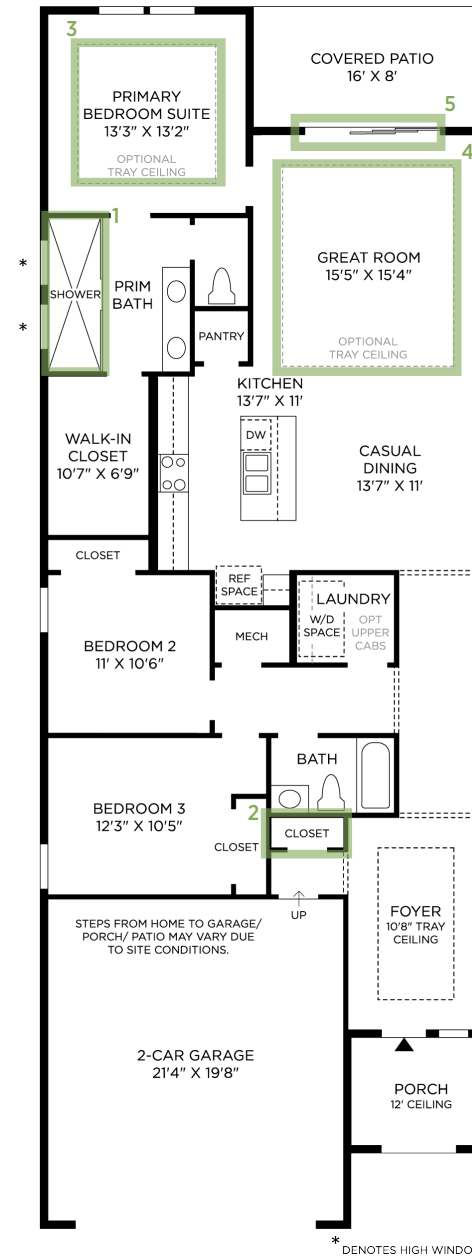 3
COVERED PATIO
16' X 8'
PRIMARY
BEDROOM SUITE
13'3" X 13'2"
OPTIONAL
TRAY CEILING
5
4
1
*
*
SHOWER
PRIM
BATH
GREAT ROOM
15'5" X 15'4"
OPTIONAL
TRAY CEILING
PANTRY
KITCHEN
13'7" X 11'
DW
WALK-IN
CLOSET
10'7" X 6'9"
CASUAL
DINING
13'7" X 11'
CLOSET
REF
SPACE
LAUNDRY
W/D
SPACE
OPT
UPPER
CABS
MECH
BEDROOM 2
11' X 10'6"
BATH
BEDROOM 3
12'3" X 10'5"
2
CLOSET
CLOSET
UP
FOYER
10'8" TRAY
CEILING
STEPS FROM HOME TO GARAGE/
PORCH/ PATIO MAY VARY DUE
TO SITE CONDITIONS.
2-CAR GARAGE
21'4" X 19'8"
PORCH
12' CEILING
* DENOTES HIGH WINDO